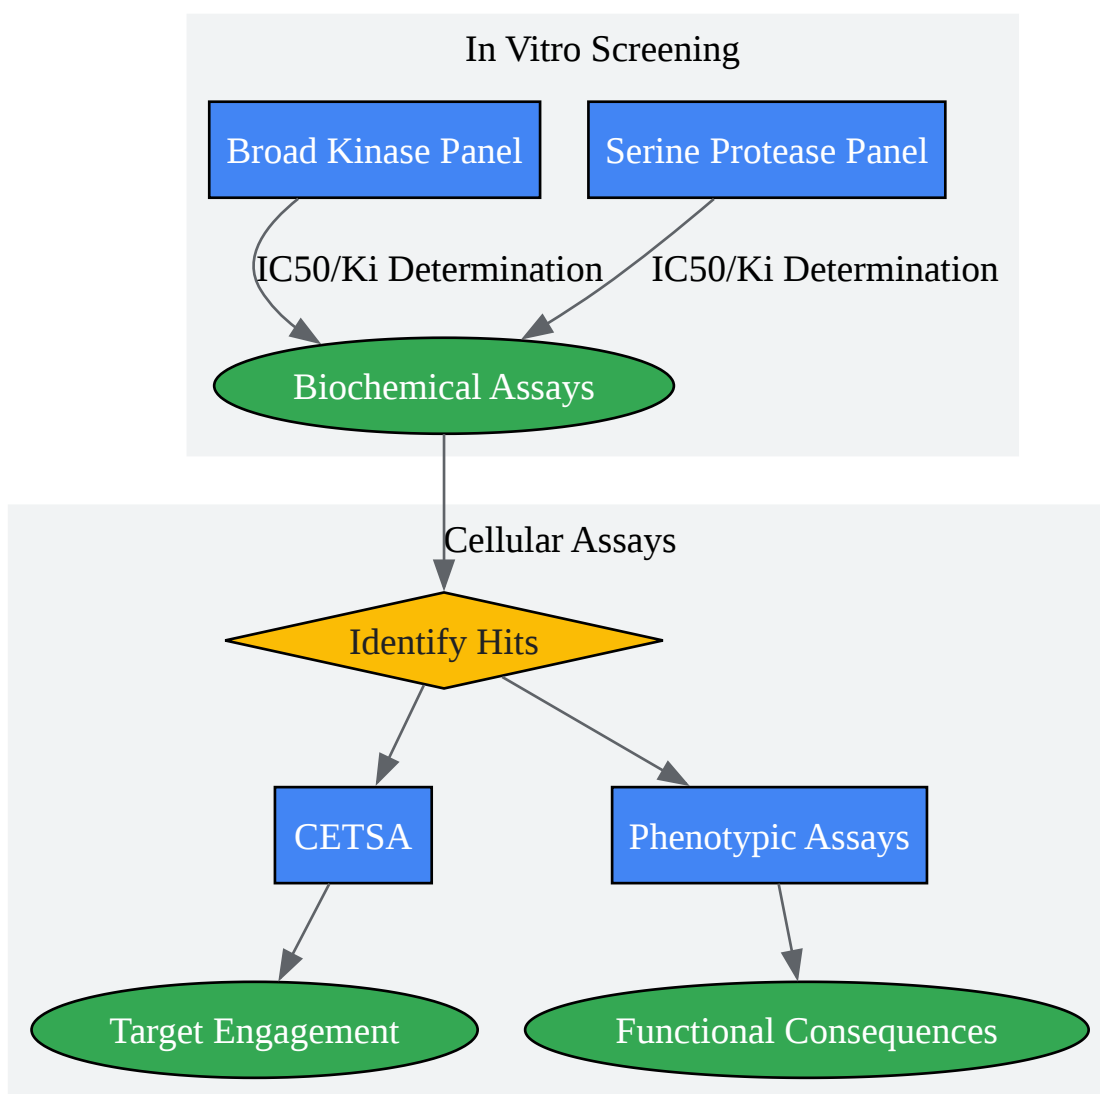 In Vitro Screening
Broad Kinase Panel
Serine Protease Panel
IC50/Ki Determination
IC50/Ki Determination
Biochemical Assays
Cellular Assays
Identify Hits
CETSA
Phenotypic Assays
Target Engagement
Functional Consequences